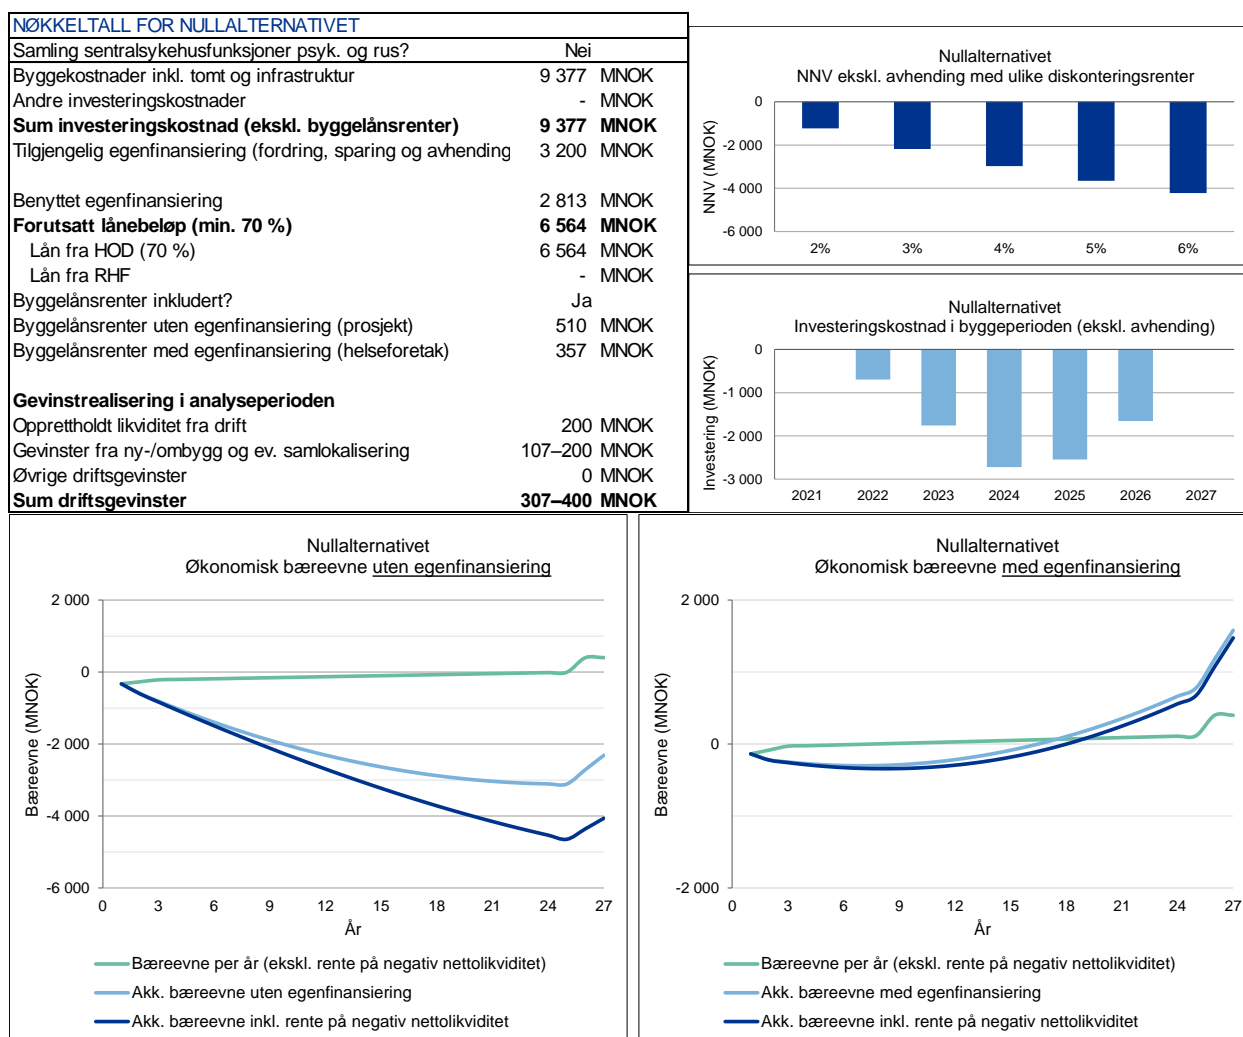 NØKKELTALL FOR NULLALTERNATIVET
Samling sentralsykehusfunksjoner psyk. og rus? Nei
Byggekostnader inkl. tomt og infrastruktur 9 377 MNOK
Andre investeringskostnader - MNOK
Sum investeringskostnad (ekskl. byggelånsrenter) 9 377 MNOK
Tilgjengelig egenfinansiering (fordring, sparing og avhending 3 200 MNOK
Benyttet egenfinansiering 2 813 MNOK
Forutsatt lånebeløp (min. 70 %) 6 564 MNOK
Lån fra HOD (70 %) 6 564 MNOK
Lån fra RHF - MNOK
Byggelånsrenter inkludert? Ja
Byggelånsrenter uten egenfinansiering (prosjekt) 510 MNOK
Byggelånsrenter med egenfinansiering (helseforetak) 357 MNOK
Gevinstrealisering i analyseperioden
Opprettholdt likviditet fra drift 200 MNOK
Gevinster fra ny-/ombygg og ev. samlokalisering 107–200 MNOK
Øvrige driftsgevinster 0 MNOK
Sum driftsgevinster 307–400 MNOK
Nullalternativet
NNV ekskl. avhending med ulike diskonteringsrenter
NNV (MNOK)
0
-2 000
-4 000
-6 000
2% 3% 4% 5% 6%
Nullalternativet
Investeringskostnad i byggeperioden (ekskl. avhending)
Investering (MNOK)
0
-1 000
-2 000
-3 000
2021 2022 2023 2024 2025 2026 2027
Nullalternativet
Økonomisk bæreevne uten egenfinansiering
Bæreevne (MNOK)
2 000
0
-2 000
-4 000
-6 000
0 3 6 9 12 15 18 21 24 27
År
Bæreevne per år (ekskl. rente på negativ nettolikviditet)
Akk. bæreevne uten egenfinansiering
Akk. bæreevne inkl. rente på negativ nettolikviditet
Nullalternativet
Økonomisk bæreevne med egenfinansiering
Bæreevne (MNOK)
2 000
0
-2 000
0 3 6 9 12 15 18 21 24 27
År
Bæreevne per år (ekskl. rente på negativ nettolikviditet)
Akk. bæreevne med egenfinansiering
Akk. bæreevne inkl. rente på negativ nettolikviditet